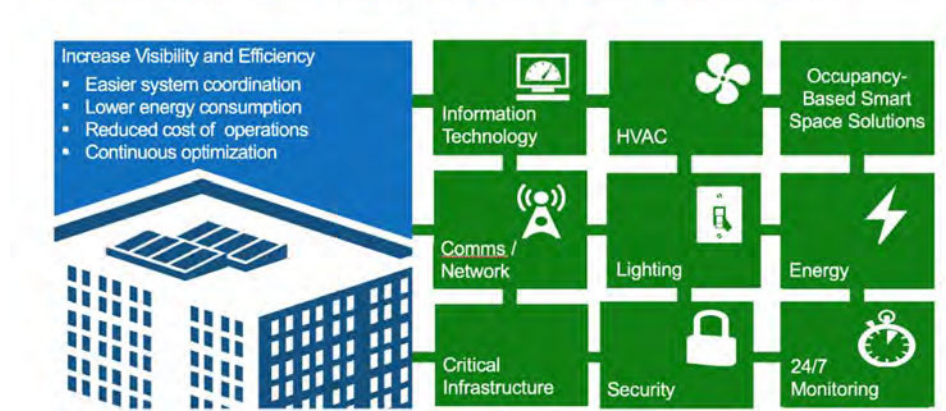 Increase Visibility and Efficiency
▪ Easier system coordination
▪ Lower energy consumption
▪ Reduced cost of operations
▪ Continuous optimization
Information
Technology
HVAC
Occupancy-
Based Smart
Space Solutions
Comms /
Network
Lighting
Energy
Critical
Infrastructure
Security
24/7
Monitoring